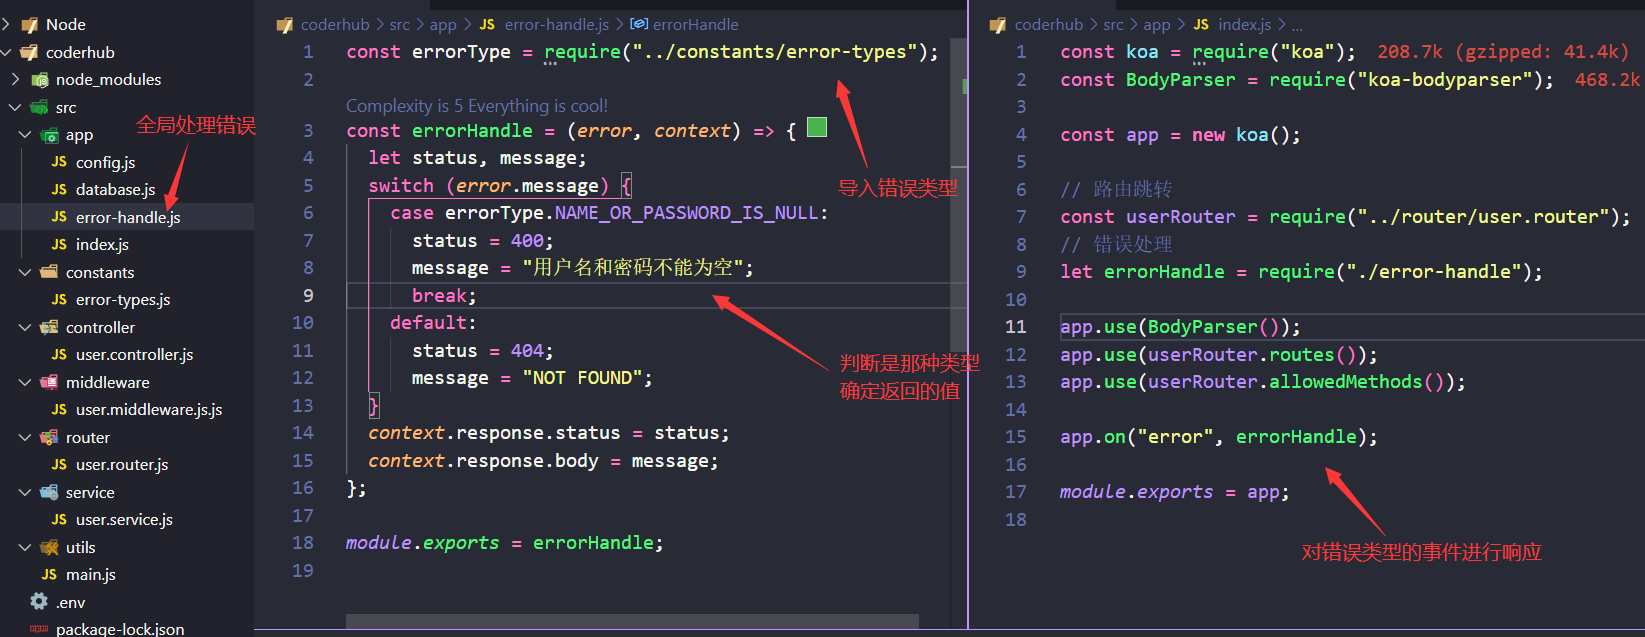 Node
coderhub
node_modules
src
app
全局处理错误
JS config.js
JS database.js
JS error-handle.js
JS index.js
constants
JS error-types.js
controller
JS user.controller.js
middleware
JS user.middleware.js.js
router
JS user.router.js
service
JS user.service.js
utils
JS main.js
.env
package-lock.json
coderhub > src > app > JS error-handle.js > errorHandle
1 const errorType = require("../constants/error-types");
2
Complexity is 5 Everything is cool!
3 const errorHandle = (error, context) => {
4 let status, message;
5 switch (error.message) {
6 case errorType.NAME_OR_PASSWORD_IS_NULL:
7 status = 400;
8 message = "用户名和密码不能为空";
9 break;
10 default:
11 status = 404;
12 message = "NOT FOUND";
13 }
14 context.response.status = status;
15 context.response.body = message;
16 };
17
18 module.exports = errorHandle;
19
导入错误类型
判断是那种类型
确定返回的值
coderhub > src > app > JS index.js > ...
1 const koa = require("koa"); 208.7k (gzipped: 41.4k)
2 const BodyParser = require("koa-bodyparser"); 468.2k
3
4 const app = new koa();
5
6 // 路由跳转
7 const userRouter = require("../router/user.router");
8 // 错误处理
9 let errorHandle = require("./error-handle");
10
11 app.use(BodyParser());
12 app.use(userRouter.routes());
13 app.use(userRouter.allowedMethods());
14
15 app.on("error", errorHandle);
16
17 module.exports = app;
18
对错误类型的事件进行响应